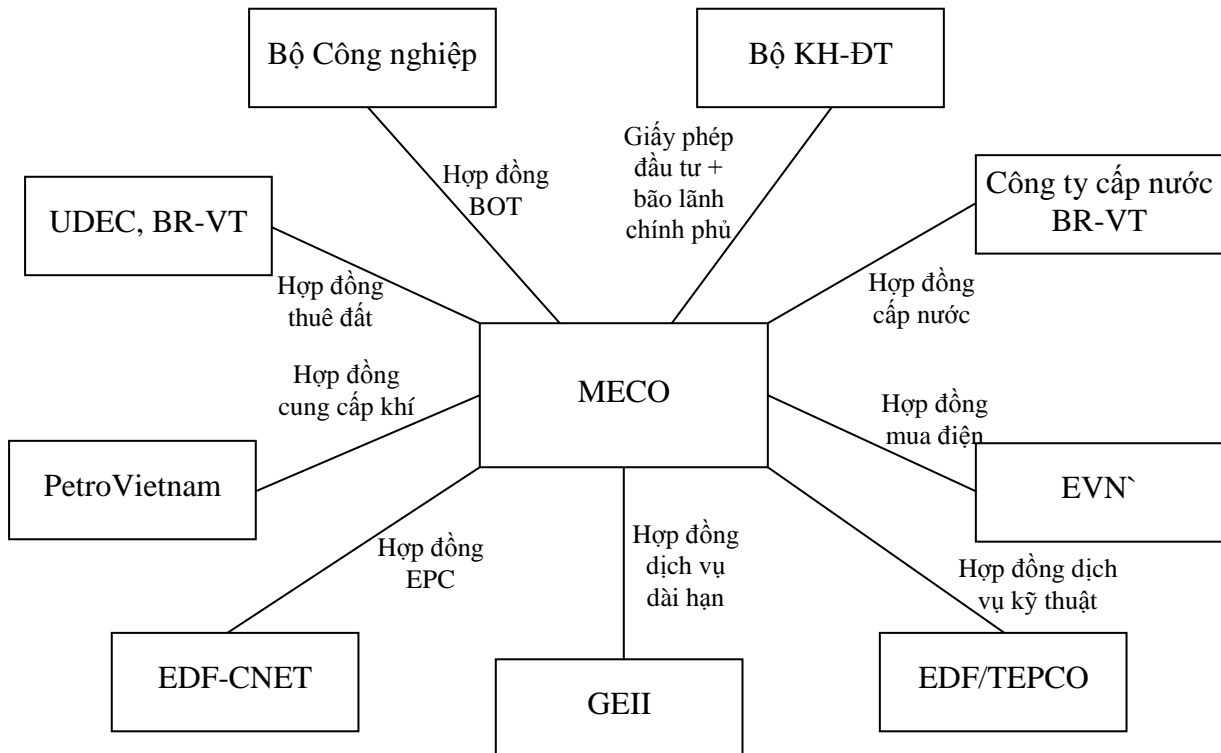 Bộ Công nghiệp
Bộ KH-ĐT
Giấy phép
đầu tư +
bão lãnh
chính phủ
Hợp đồng
BOT
Công ty cấp nước
BR-VT
UDEC, BR-VT
Hợp đồng
thuê đất
Hợp đồng
cấp nước
MECO
Hợp đồng
cung cấp khí
Hợp đồng
mua điện
PetroVietnam
EVN`
Hợp đồng
EPC
Hợp đồng
dịch vụ
dài hạn
Hợp đồng dịch
vụ kỹ thuật
EDF-CNET
GEII
EDF/TEPCO